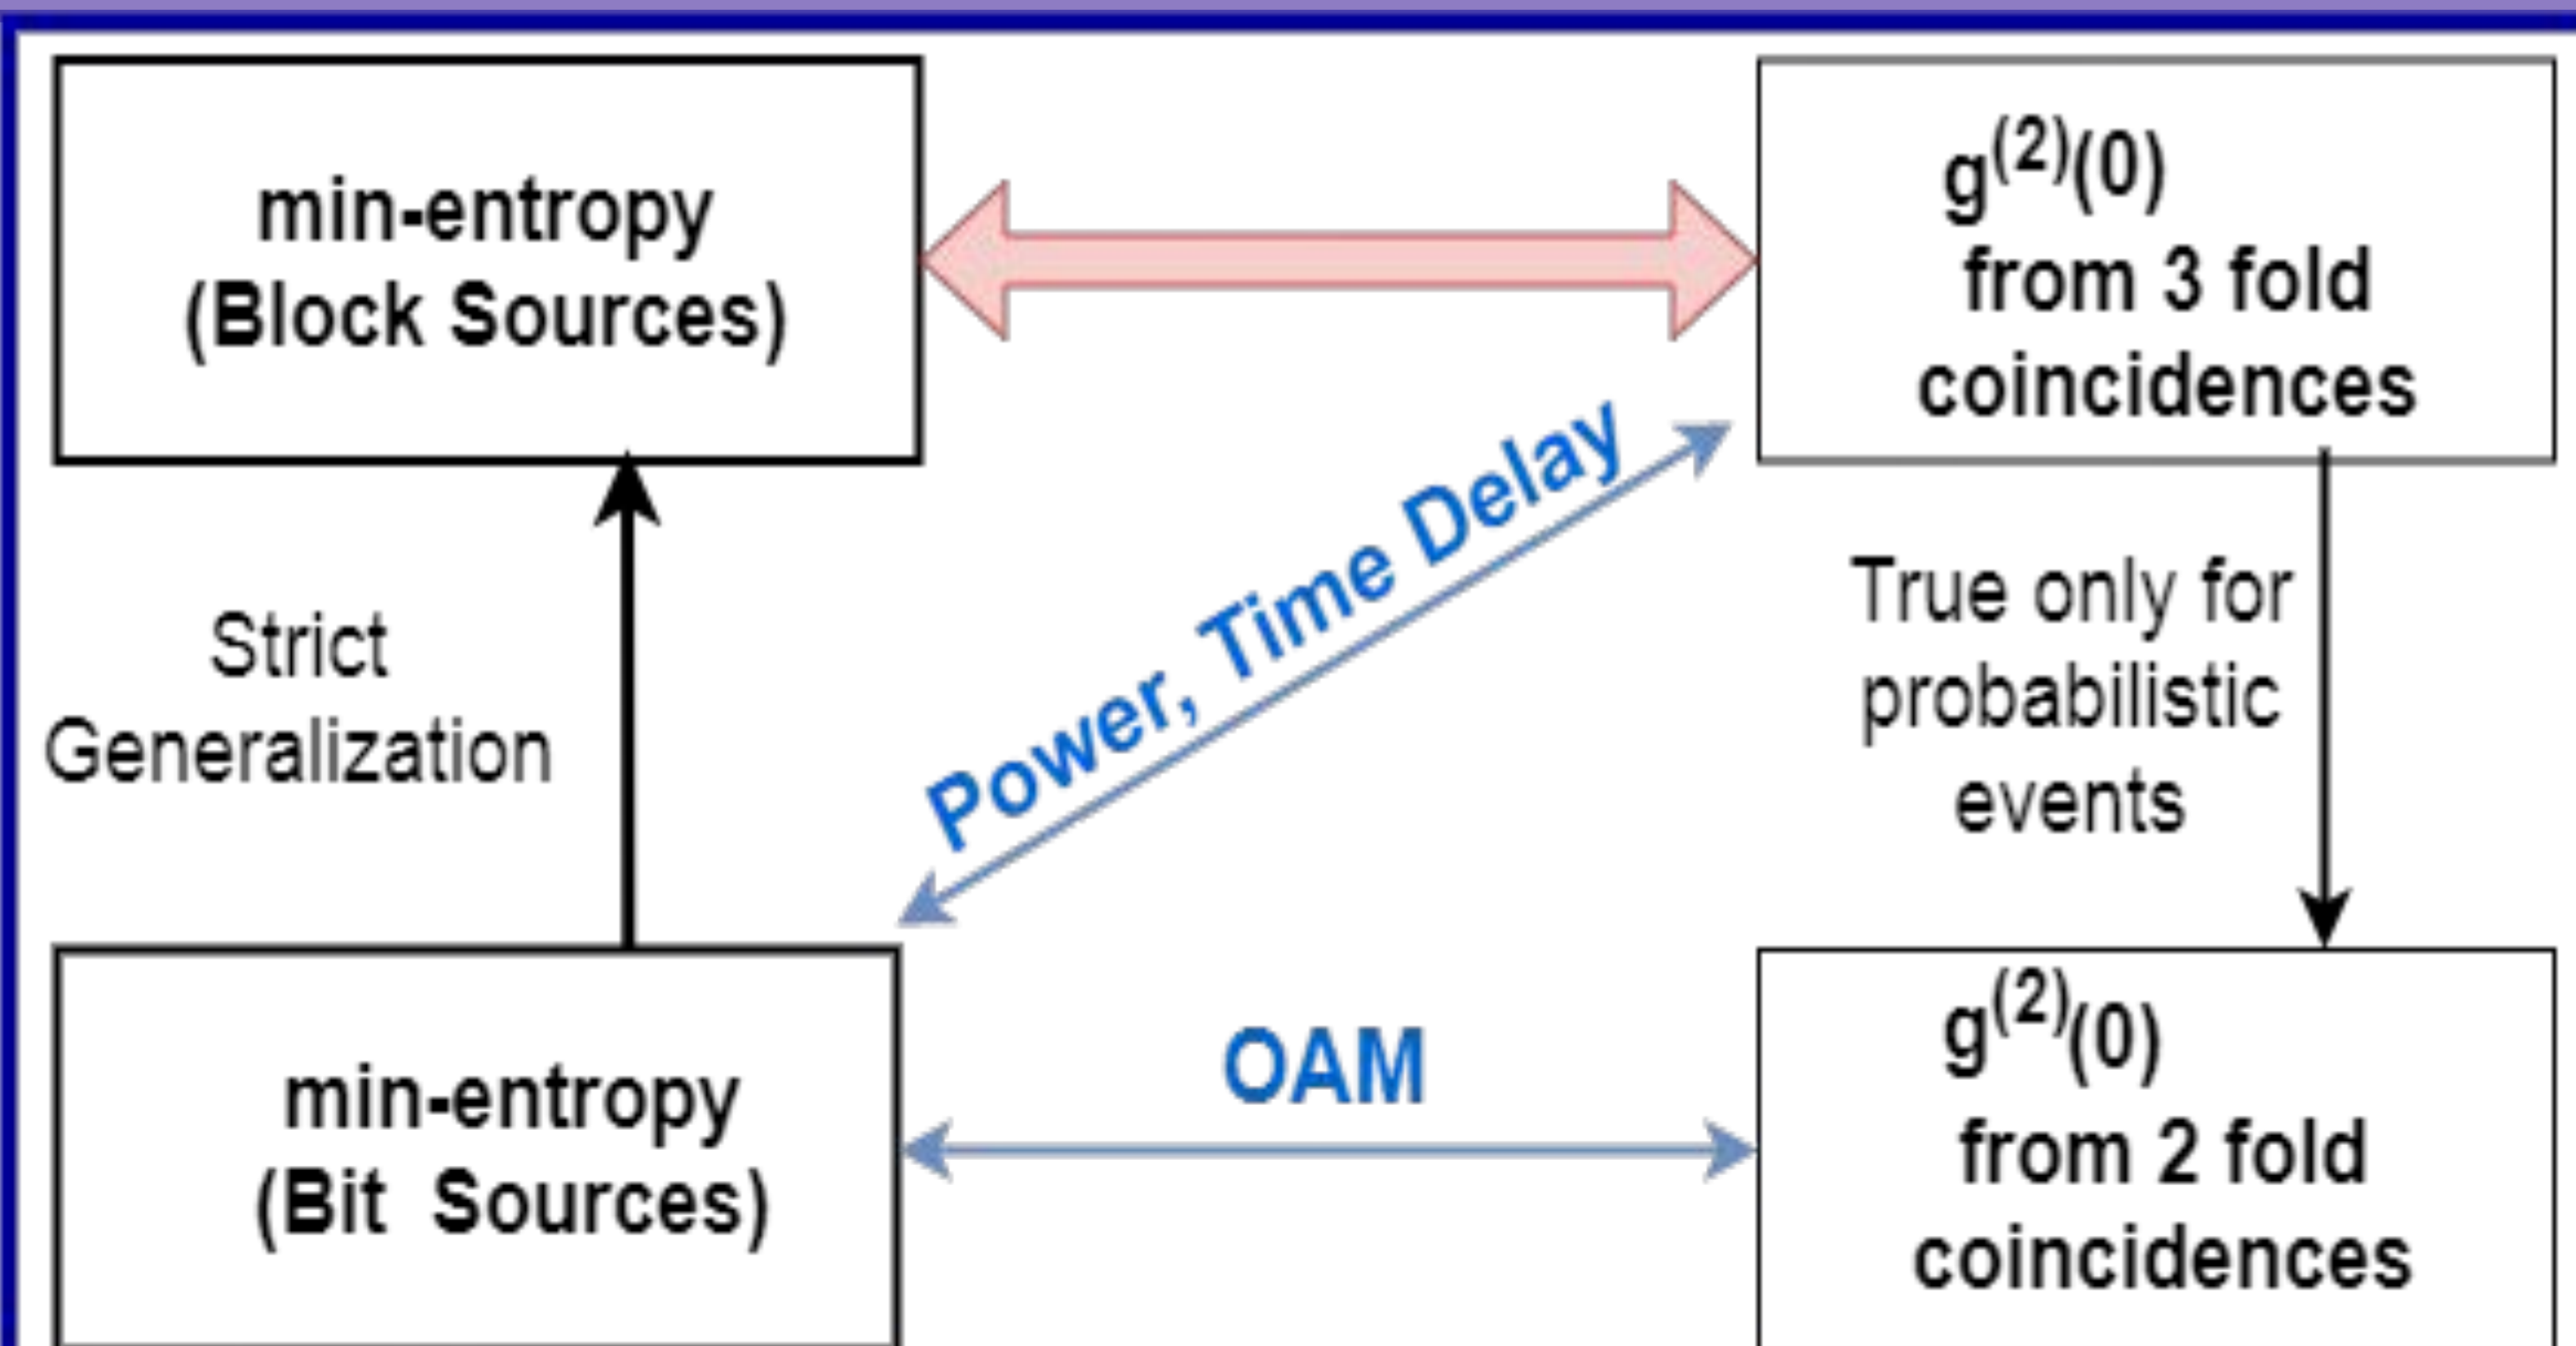 min-entropy
(Block Sources)
g(2)(0)
from 3 fold
coincidences
Power, Time Delay
Strict
Generalization
True only for
probabilistic
events
OAM
min-entropy
(Bit Sources)
g(2)(0)
from 2 fold
coincidences